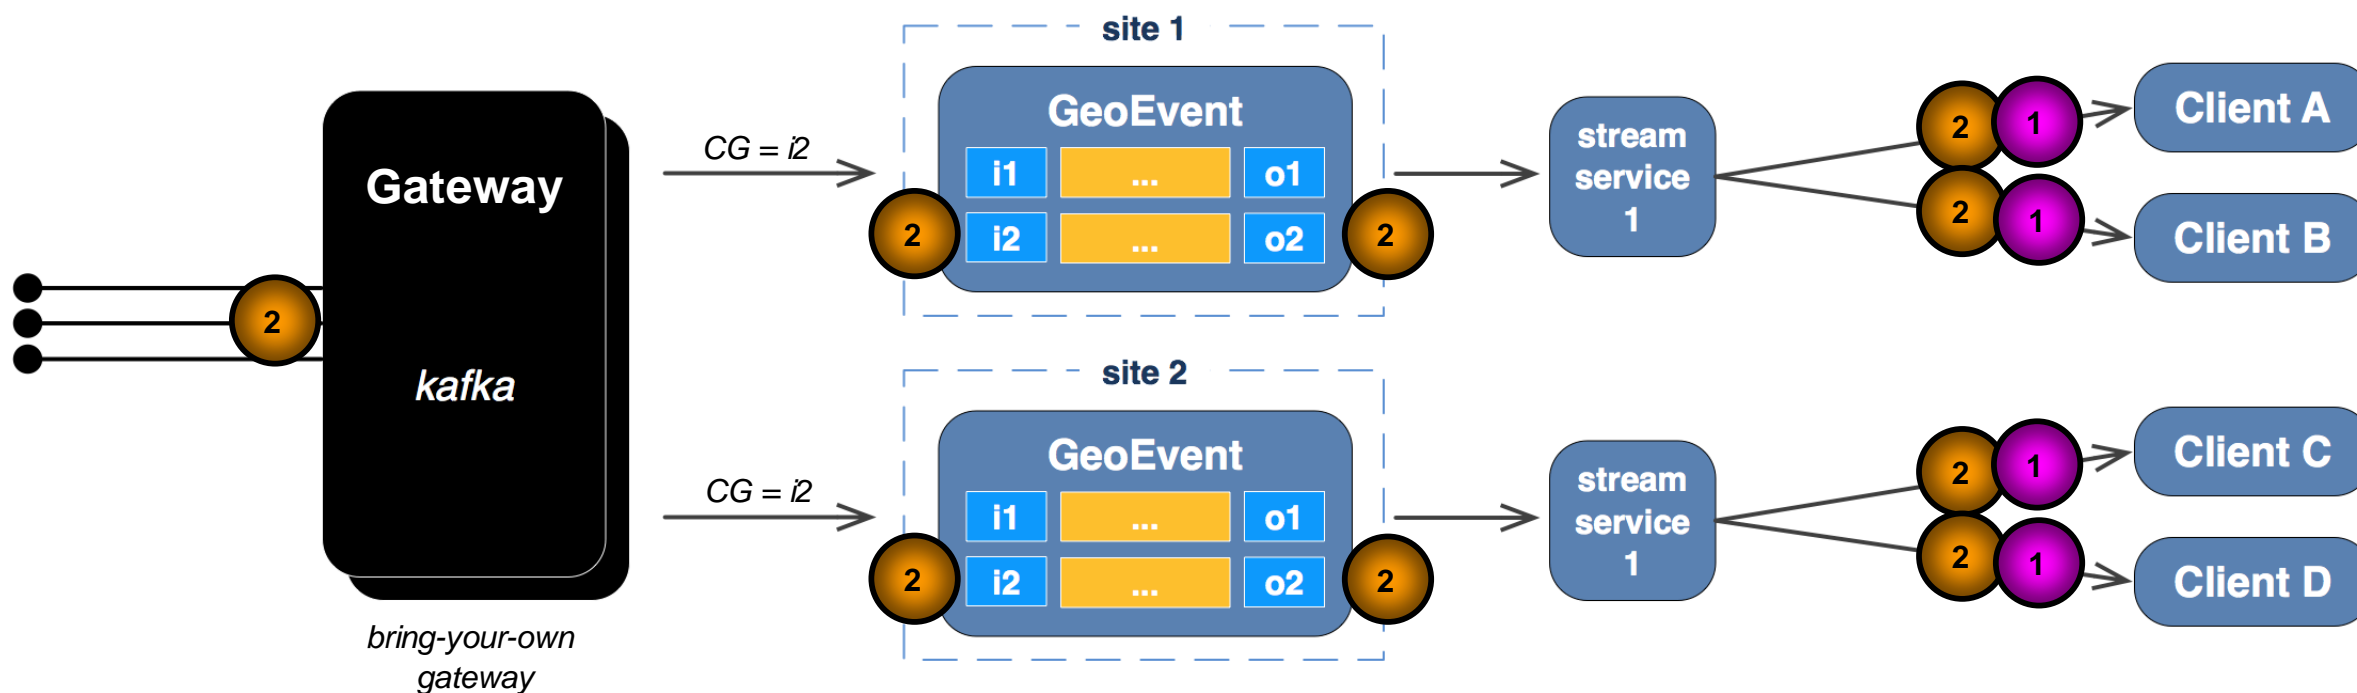 Gateway
kafka
bring-your-own
gateway
2
CG = i2
site 1
GeoEvent
i1 ... o1
2 i2 ... o2 2
stream
service
1
2 1
Client A
2 1
Client B
CG = i2
site 2
GeoEvent
i1 ... o1
2 i2 ... o2 2
stream
service
1
2 1
Client C
2 1
Client D